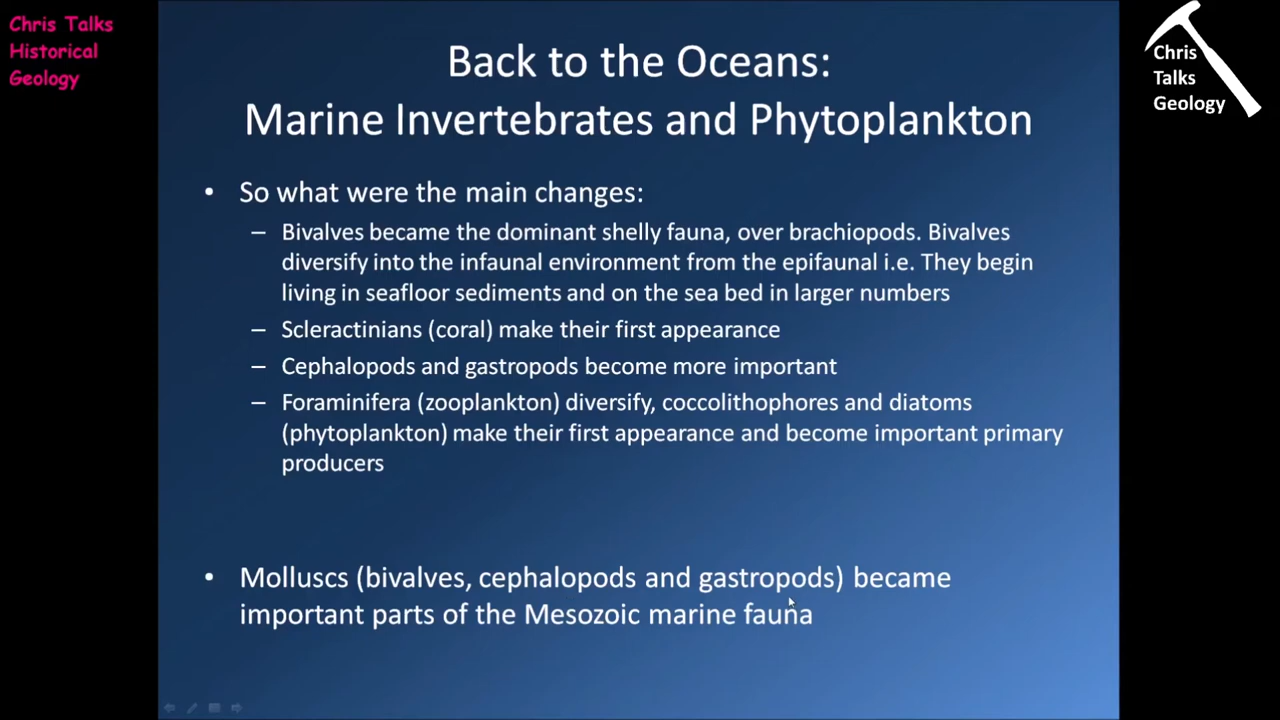 Chris Talks
Historical
Geology
Chris
Talks
Geology
Back to the Oceans:
Marine Invertebrates and Phytoplankton
• So what were the main changes:
– Bivalves became the dominant shelly fauna, over brachiopods. Bivalves
diversify into the infaunal environment from the epifaunal i.e. They begin
living in seafloor sediments and on the sea bed in larger numbers
– Scleractinians (coral) make their first appearance
– Cephalopods and gastropods become more important
– Foraminifera (zooplankton) diversify, coccolithophores and diatoms
(phytoplankton) make their first appearance and become important primary
producers
• Molluscs (bivalves, cephalopods and gastropods) became
important parts of the Mesozoic marine fauna